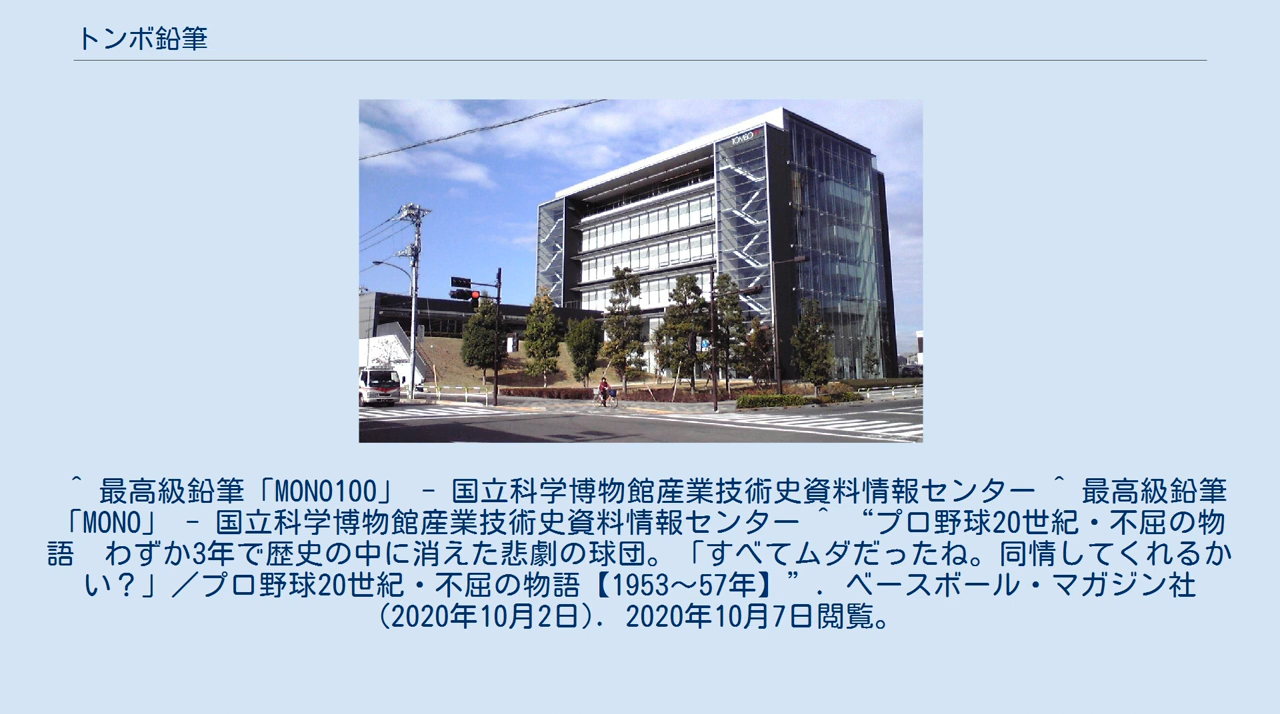 トンボ鉛筆
TOMBO
＾ 最高級鉛筆「MONO100」 - 国立科学博物館産業技術史資料情報センター ＾ 最高級鉛筆
「MONO」 - 国立科学博物館産業技術史資料情報センター ＾ “プロ野球20世紀・不屈の物
語　わずか3年で歴史の中に消えた悲劇の球団。「すべてムダだったね。同情してくれるか
い？」／プロ野球20世紀・不屈の物語【1953～57年】”. ベースボール・マガジン社
(2020年10月2日). 2020年10月7日閲覧。